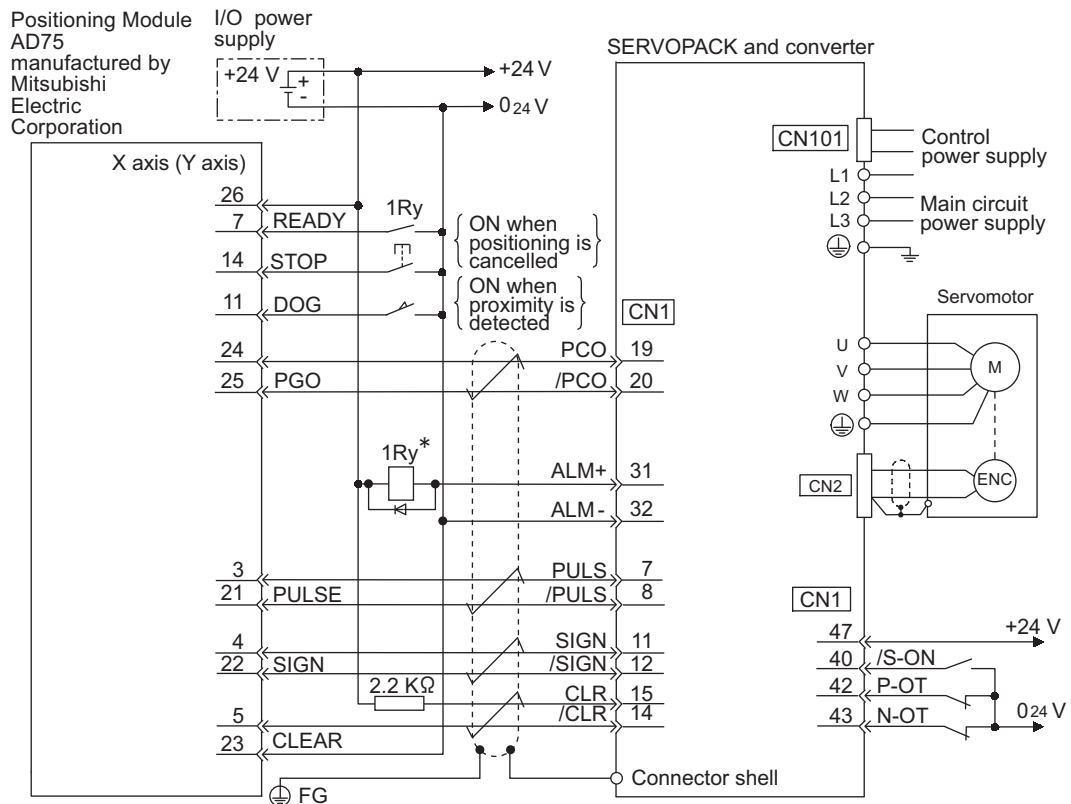 Positioning Module
AD75
manufactured by
Mitsubishi
Electric
Corporation
I/O power
supply
+24 V
+
-
+24 V
0 24 V
SERVOPACK and converter
X axis (Y axis)
26
7 READY
1Ry
ON when
positioning is
cancelled
14 STOP
11 DOG
ON when
proximity is
detected
CN1
24
PCO 19
25 PGO
/PCO 20
1Ry*
ALM+ 31
ALM- 32
3
PULS 7
21 PULSE
/PULS 8
4
SIGN 11
22 SIGN
/SIGN 12
2.2 KΩ
CLR 15
5
/CLR 14
23 CLEAR
FG
Connector shell
CN101
Control
power supply
L1
L2
L3
Main circuit
power supply
Servomotor
U
V
W
M
CN2
ENC
CN1
47
+24 V
40 /S-ON
42 P-OT
43 N-OT
0 24 V